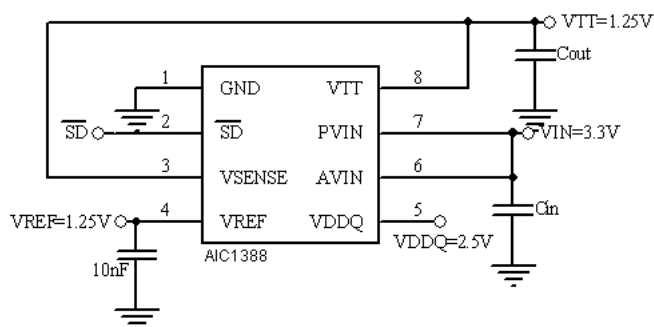 VTT=1.25V
Cout
1 GND VTT 8
SD 2 SD PVIN 7 VIN=3.3V
3 VSENSE AVIN 6
VREF=1.25V 4 VREF VDDQ 5
Cin
VDDQ=2.5V
10nF
AIC1388